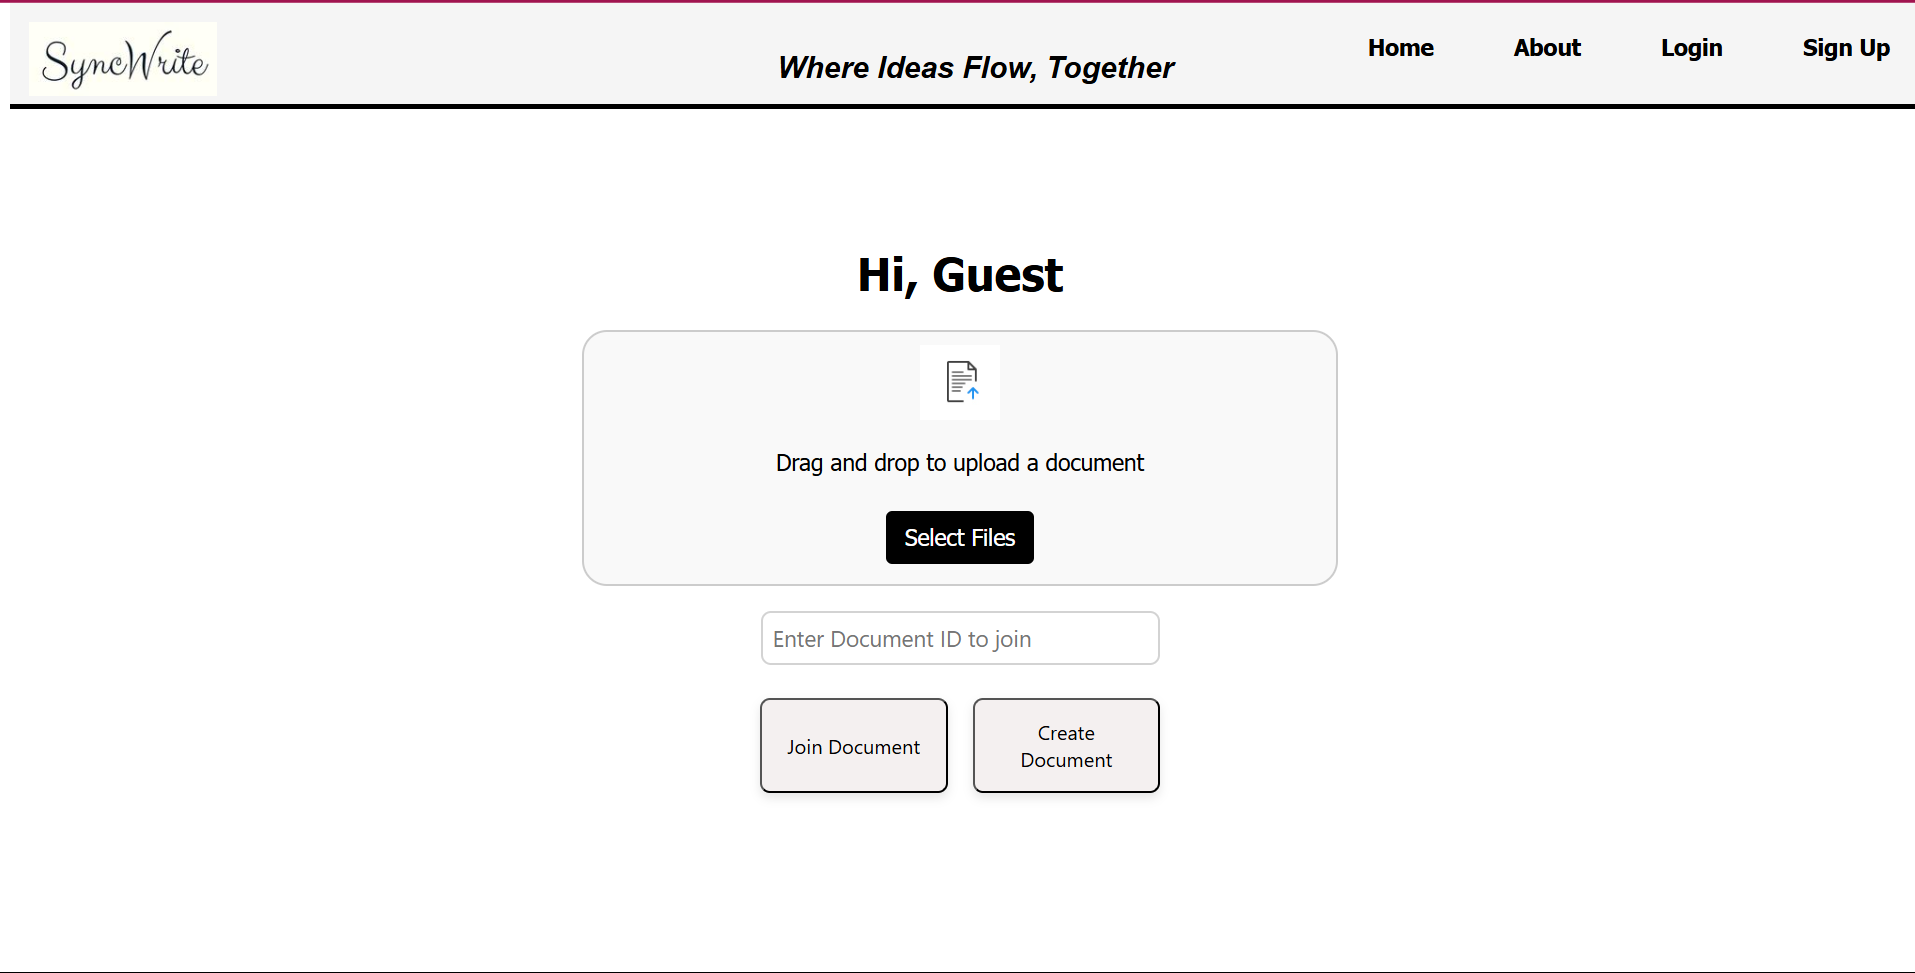 SyncWrite
Where Ideas Flow, Together
Home
About
Login
Sign Up
Hi, Guest
Drag and drop to upload a document
Select Files
Enter Document ID to join
Join Document
Create
Document